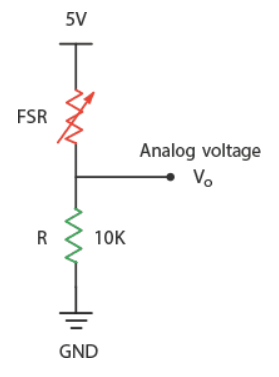 5V
FSR
Analog voltage
Vo
R
10K
GND